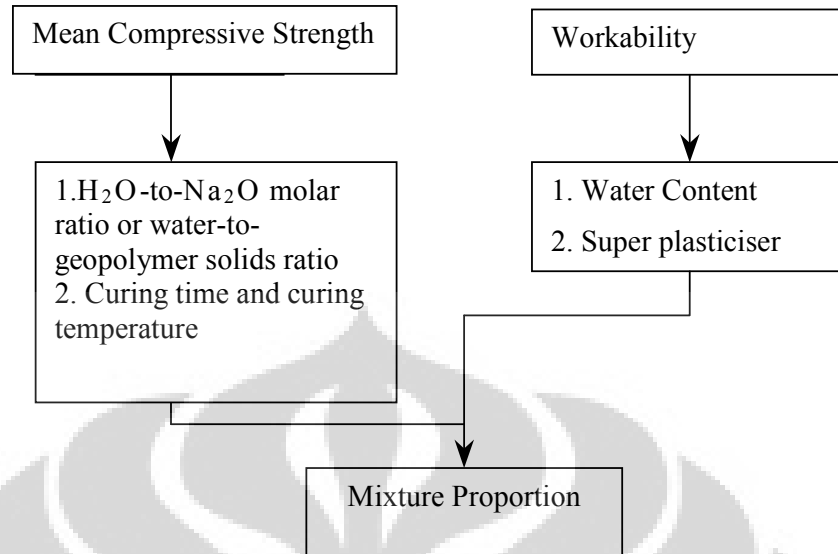 Mean Compressive Strength
Workability
1.H₂O-to-Na₂O molar
ratio or water-to-
geopolymer solids ratio
2. Curing time and curing
temperature
1. Water Content
2. Super plasticiser
Mixture Proportion